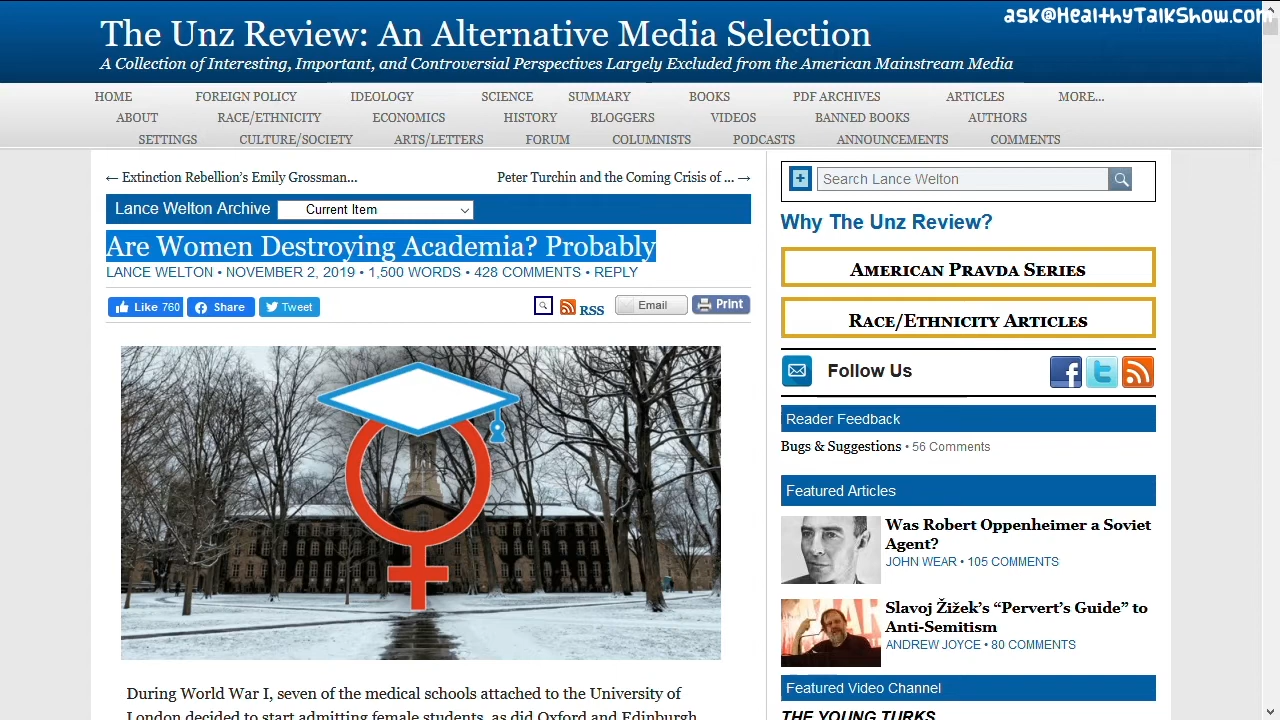 ask@HealthyTalkShow.com
The Unz Review: An Alternative Media Selection
A Collection of Interesting, Important, and Controversial Perspectives Largely Excluded from the American Mainstream Media
HOME FOREIGN POLICY IDEOLOGY SCIENCE SUMMARY BOOKS PDF ARCHIVES ARTICLES MORE...
ABOUT RACE/ETHNICITY ECONOMICS HISTORY BLOGGERS VIDEOS BANNED BOOKS AUTHORS
SETTINGS CULTURE/SOCIETY ARTS/LETTERS FORUM COLUMNISTS PODCASTS ANNOUNCEMENTS COMMENTS
← Extinction Rebellion's Emily Grossman...
Peter Turchin and the Coming Crisis of ... →
Lance Welton Archive Current Item
Are Women Destroying Academia? Probably
LANCE WELTON • NOVEMBER 2, 2019 • 1,500 WORDS • 428 COMMENTS • REPLY
Like 760 Share Tweet RSS Email Print
During World War I, seven of the medical schools attached to the University of
London decided to start admitting female students, as did Oxford and Edinburgh
Search Lance Welton
Why The Unz Review?
AMERICAN PRAVDA SERIES
RACE/ETHNICITY ARTICLES
Follow Us
Reader Feedback
Bugs & Suggestions • 56 Comments
Featured Articles
Was Robert Oppenheimer a Soviet
Agent?
JOHN WEAR • 105 COMMENTS
Slavoj Žižek's “Pervert's Guide” to
Anti-Semitism
ANDREW JOYCE • 80 COMMENTS
Featured Video Channel
THE YOUNG TURKS